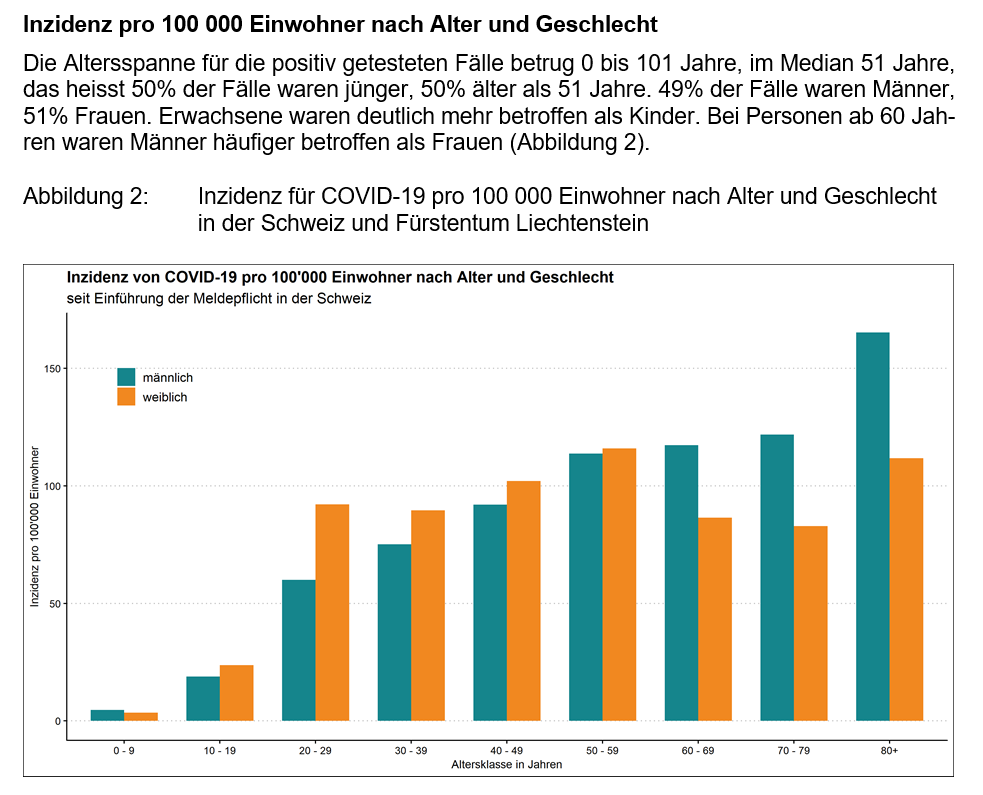 Inzidenz pro 100 000 Einwohner nach Alter und Geschlecht
Die Altersspanne für die positiv getesteten Fälle betrug 0 bis 101 Jahre, im Median 51 Jahre,
das heisst 50% der Fälle waren jünger, 50% älter als 51 Jahre. 49% der Fälle waren Männer,
51% Frauen. Erwachsene waren deutlich mehr betroffen als Kinder. Bei Personen ab 60 Jah-
ren waren Männer häufiger betroffen als Frauen (Abbildung 2).
Abbildung 2: Inzidenz für COVID-19 pro 100 000 Einwohner nach Alter und Geschlecht
in der Schweiz und Fürstentum Liechtenstein
Inzidenz von COVID-19 pro 100'000 Einwohner nach Alter und Geschlecht
seit Einführung der Meldepflicht in der Schweiz
männlich
weiblich
Inzidenz pro 100'000 Einwohner
150
100
50
0
0 - 9 10 - 19 20 - 29 30 - 39 40 - 49 50 - 59 60 - 69 70 - 79 80+
Altersklasse in Jahren